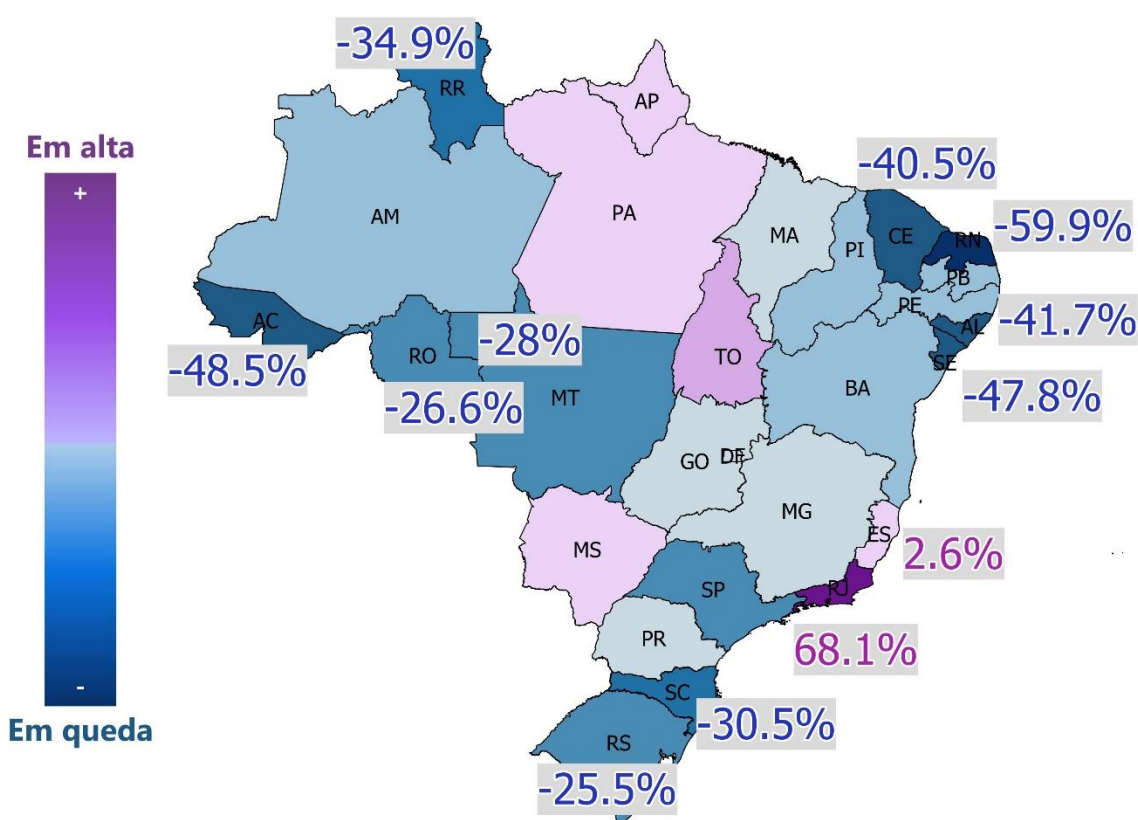 -34.9%
RR
AP
Em alta
+
-40.5%
AM
PA
MA
CE
-59.9%
RN
PI
PB
PE
AC
-28%
AL
-41.7%
RO
TO
SE
-48.5%
-26.6%
MT
BA
-47.8%
GO
DF
MG
MS
ES
2.6%
SP
RJ
PR
68.1%
-
Em queda
SC
-30.5%
RS
-25.5%